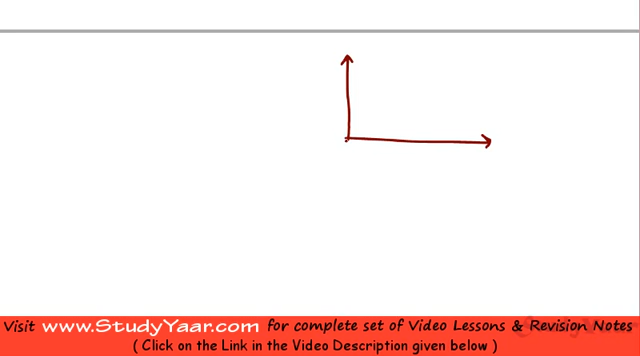 Visit www.StudyYaar.com for complete set of Video Lessons & Revision Notes
( Click on the Link in the Video Description given below )